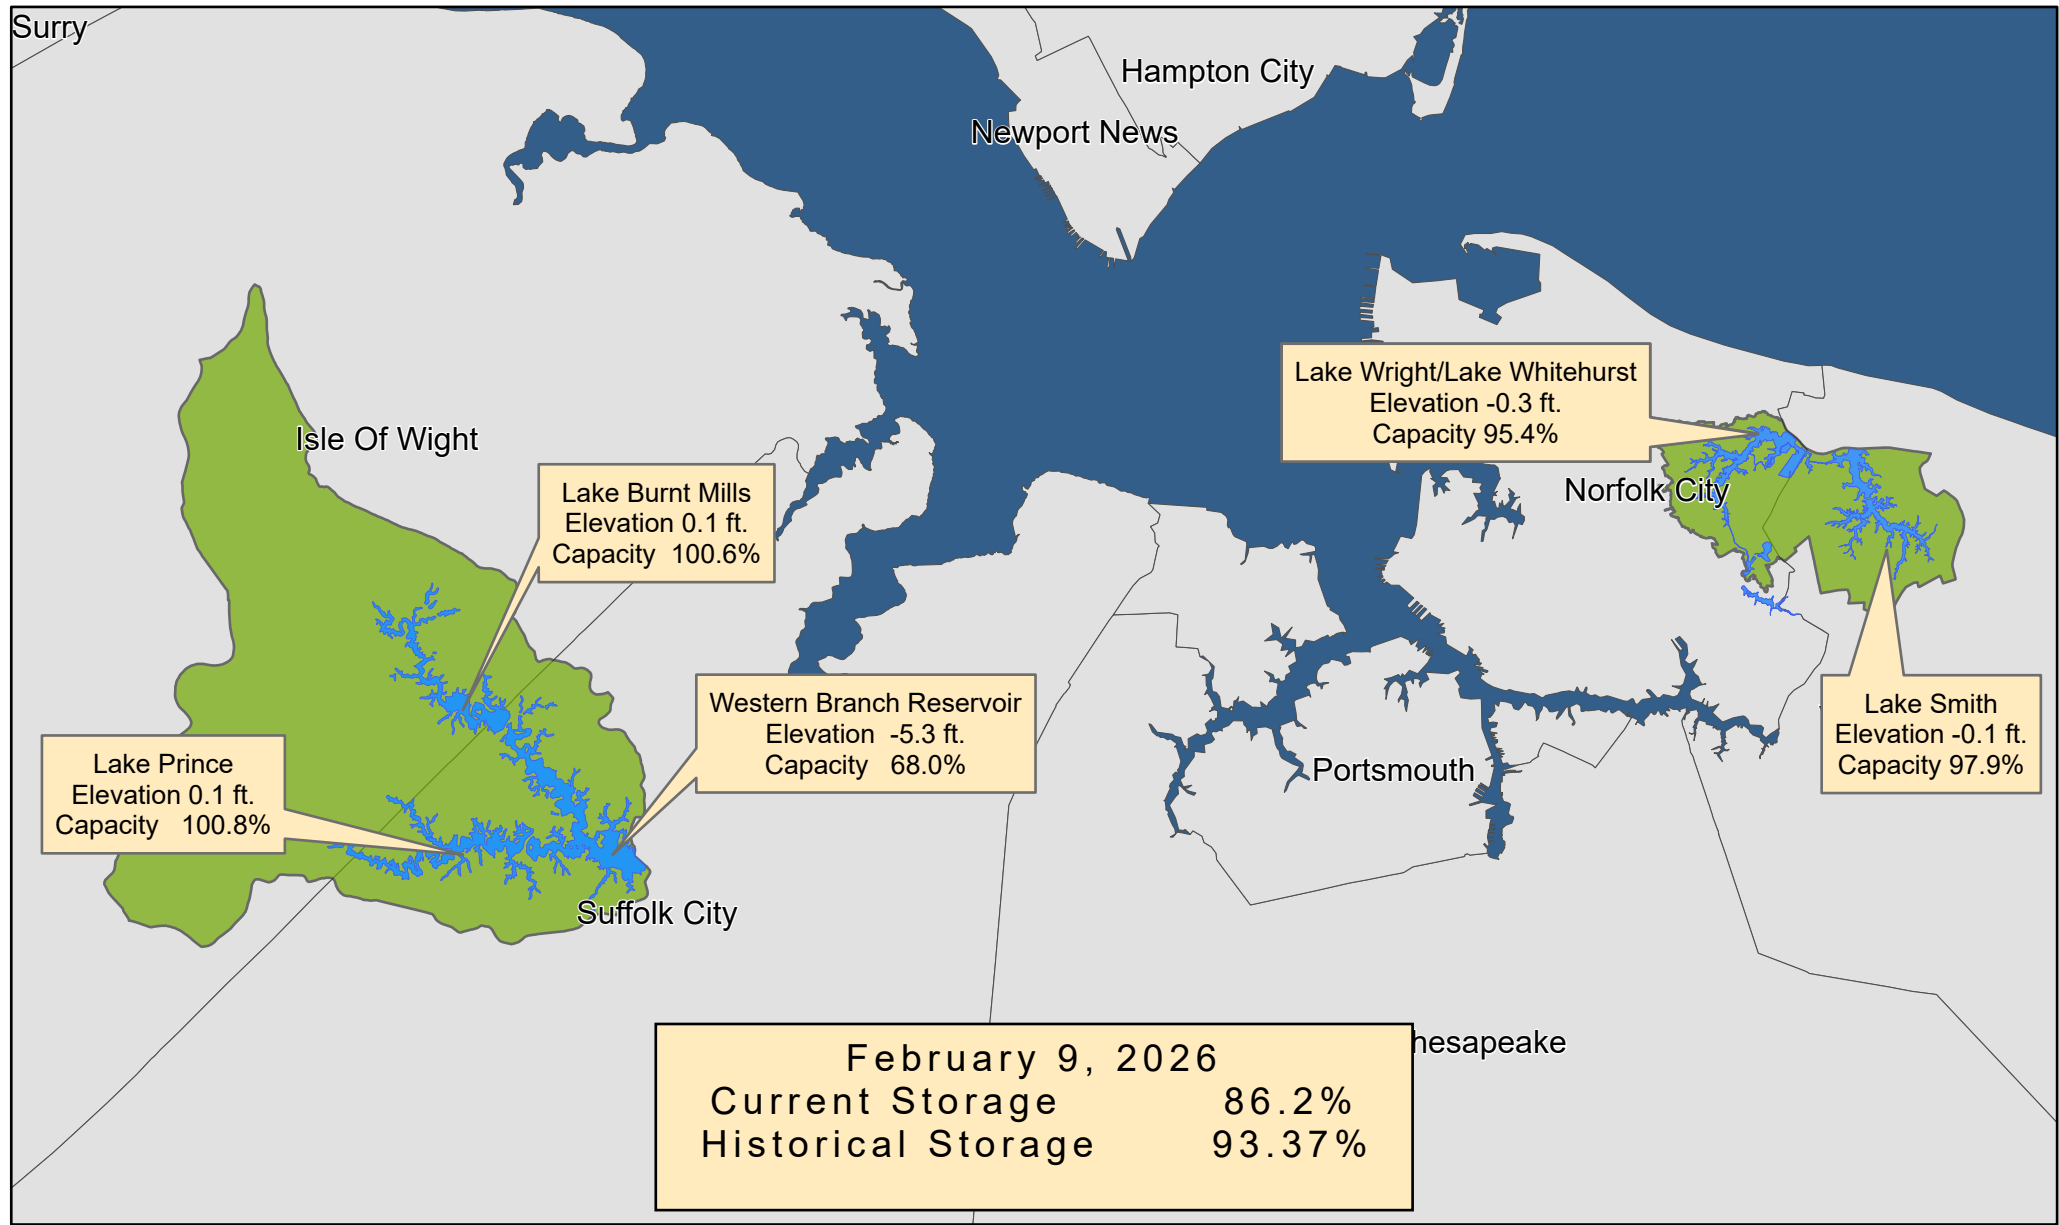 Surry
Hampton City
Newport News
Lake Wright/Lake Whitehurst
Elevation -0.3 ft.
Capacity 95.4%
Isle Of Wight
Lake Burnt Mills
Elevation 0.1 ft.
Capacity 100.6%
Norfolk City
Western Branch Reservoir
Elevation -5.3 ft.
Capacity 68.0%
Lake Smith
Elevation -0.1 ft.
Capacity 97.9%
Lake Prince
Elevation 0.1 ft.
Capacity 100.8%
Portsmouth
Suffolk City
hesapeake
February 9, 2026
Current Storage 86.2%
Historical Storage 93.37%